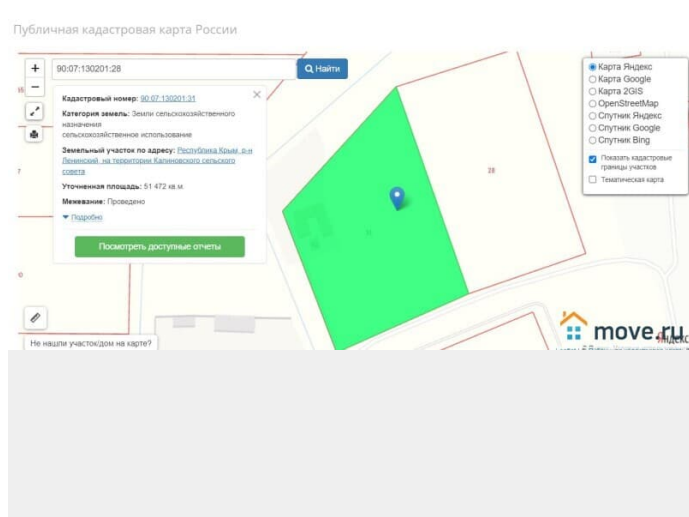 Публичная кадастровая карта России
90:07:130201:28
Найти
Кадастровый номер: 90:07:130201:31
Категория земель: Земли сельскохозяйственного
назначения
сельскохозяйственное использование
Земельный участок по адресу: Республика Крым, р-н
Ленинский, на территории Калиновского сельского
совета
Уточненная площадь: 51 472 кв.м.
Межевание: Проведено
Подробно
Посмотреть доступные отчеты
28
Карта Яндекс
Карта Google
Карта 2GIS
OpenStreetMap
Спутник Яндекс
Спутник Google
Спутник Bing
Показать кадастровые
границы участков
Тематическая карта
move.ru
Яндекс
Не нашли участок/дом на карте?